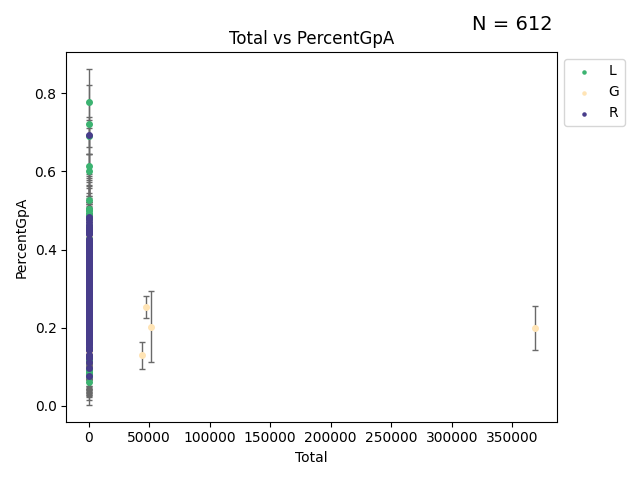 N = 612
Total vs PercentGpA
L
G
R
PercentGpA
0.8
0.6
0.4
0.2
0.0
0 50000 100000 150000 200000 250000 300000 350000
Total